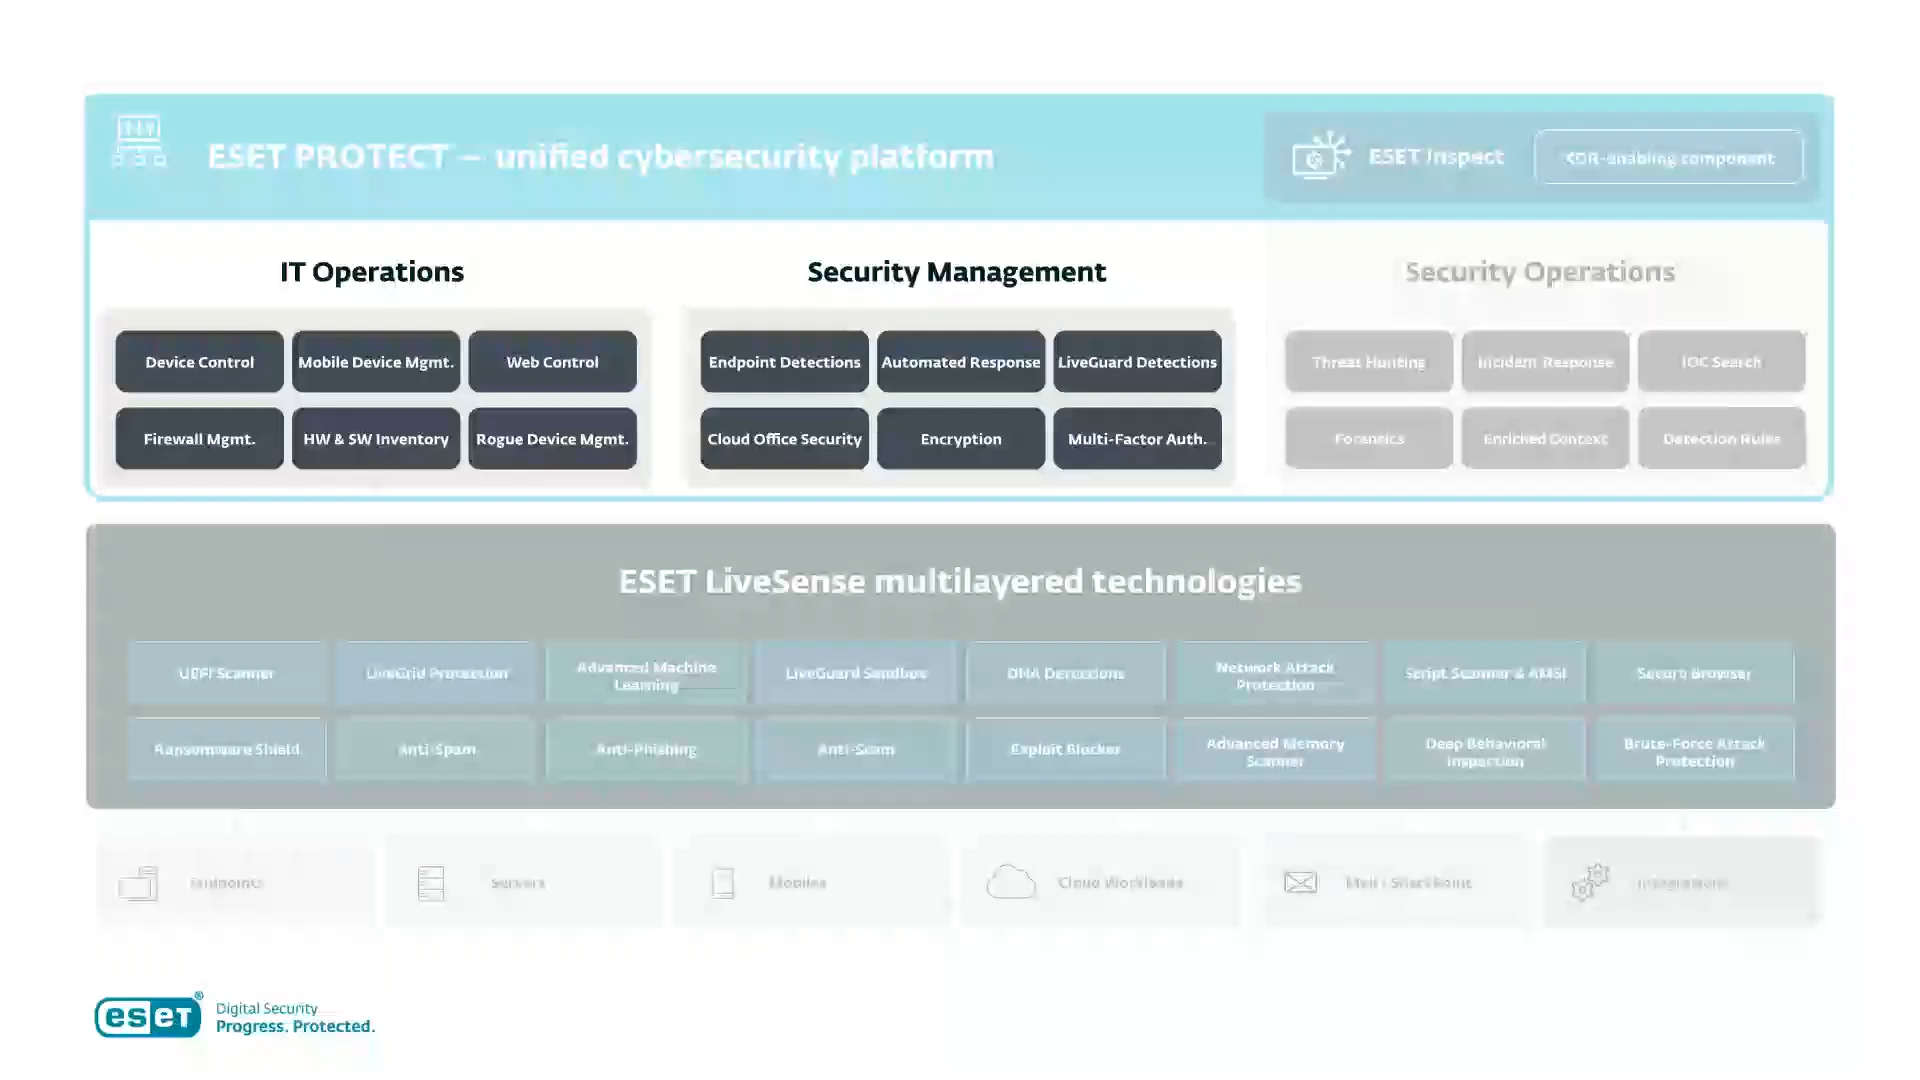 ESET PROTECT — unified cybersecurity platform
ESET Inspect
XDR-enabling component
IT Operations
Security Management
Security Operations
Device Control
Mobile Device Mgmt.
Web Control
Endpoint Detections
Automated Response
LiveGuard Detections
Threat Hunting
Incident Response
IOC Search
Firewall Mgmt.
HW & SW Inventory
Rogue Device Mgmt.
Cloud Office Security
Encryption
Multi-Factor Auth.
Forensics
Enriched Context
Detection Rules
ESET LiveSense multilayered technologies
UEFI Scanner
LiveGrid Protection
Advanced Machine
Learning
LiveGuard Sandbox
DNA Detections
Network Attack
Protection
Script Scanner & AMSI
Secure Browser
Ransomware Shield
Anti-Spam
Anti-Phishing
Anti-Scam
Exploit Blocker
Advanced Memory
Scanner
Deep Behavioral
Inspection
Brute-Force Attack
Protection
Endpoints
Servers
Mobiles
Cloud Workloads
Mail / SharePoint
Integrations
eset®
Digital Security
Progress. Protected.